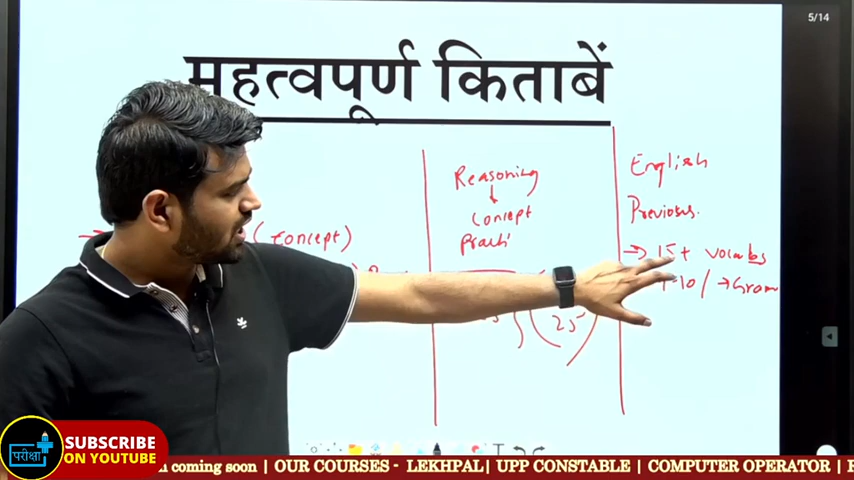 5/14
महत्वपूर्ण किताबें
(Concept)
Reasoning
Concept
Practi
25
English
Previous.
→ 15+ Vocabs
10/ → Gram
परीक्षा
SUBSCRIBE
ON YOUTUBE
coming soon | OUR COURSES - LEKHPAL| UPP CONSTABLE | COMPUTER OPERATOR |